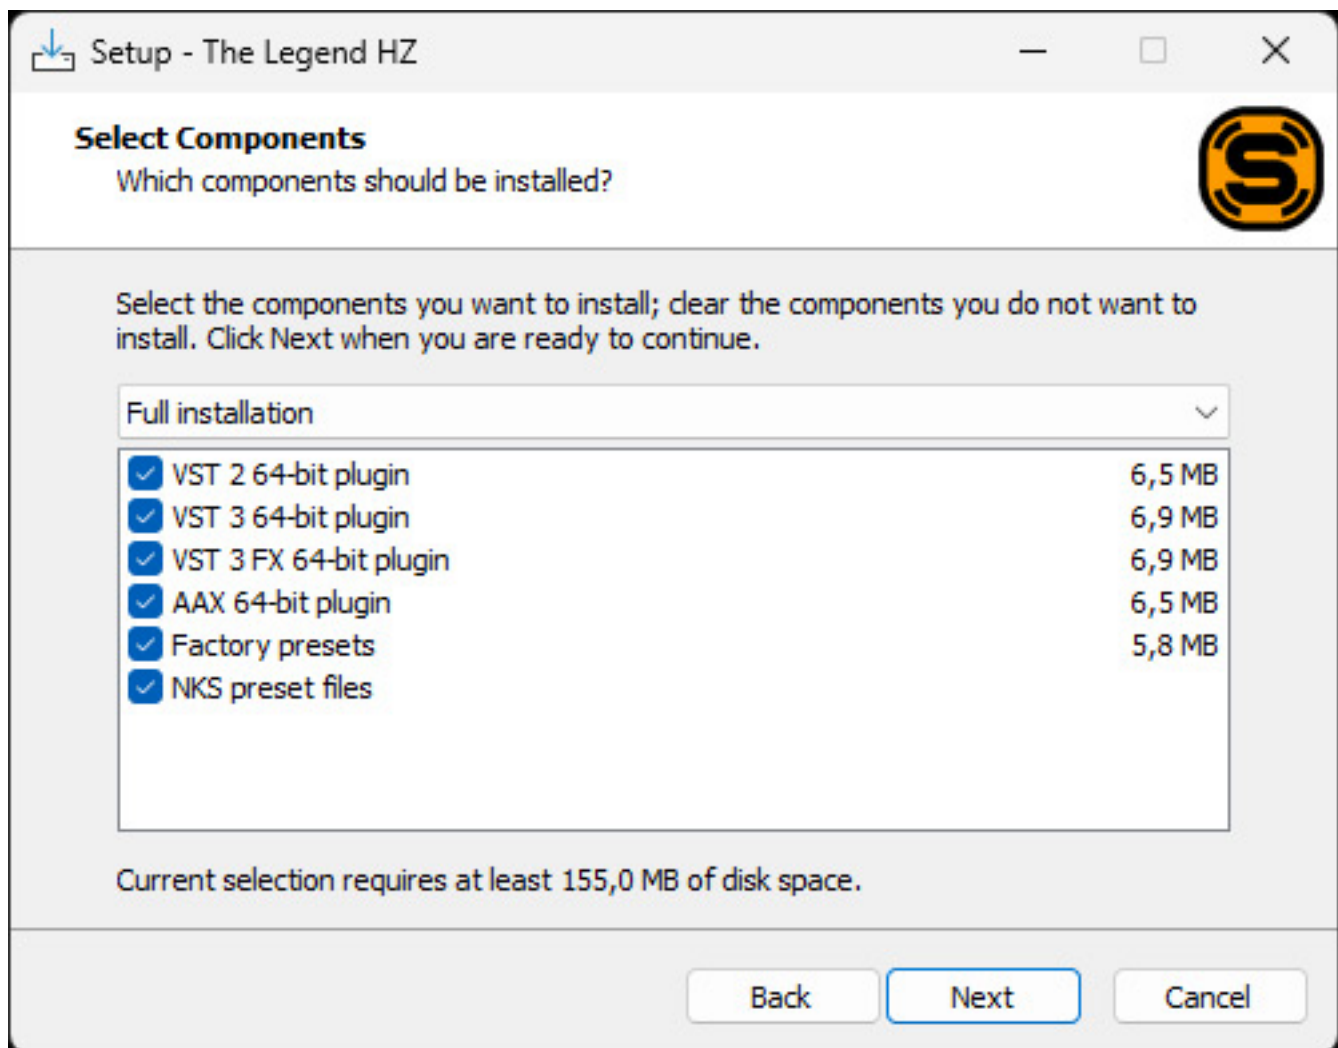 Setup - The Legend HZ
Select Components
Which components should be installed?
S
Select the components you want to install; clear the components you do not want to
install. Click Next when you are ready to continue.
Full installation
VST 2 64-bit plugin 6,5 MB
VST 3 64-bit plugin 6,9 MB
VST 3 FX 64-bit plugin 6,9 MB
AAX 64-bit plugin 6,5 MB
Factory presets 5,8 MB
NKS preset files
Current selection requires at least 155,0 MB of disk space.
Back Next Cancel